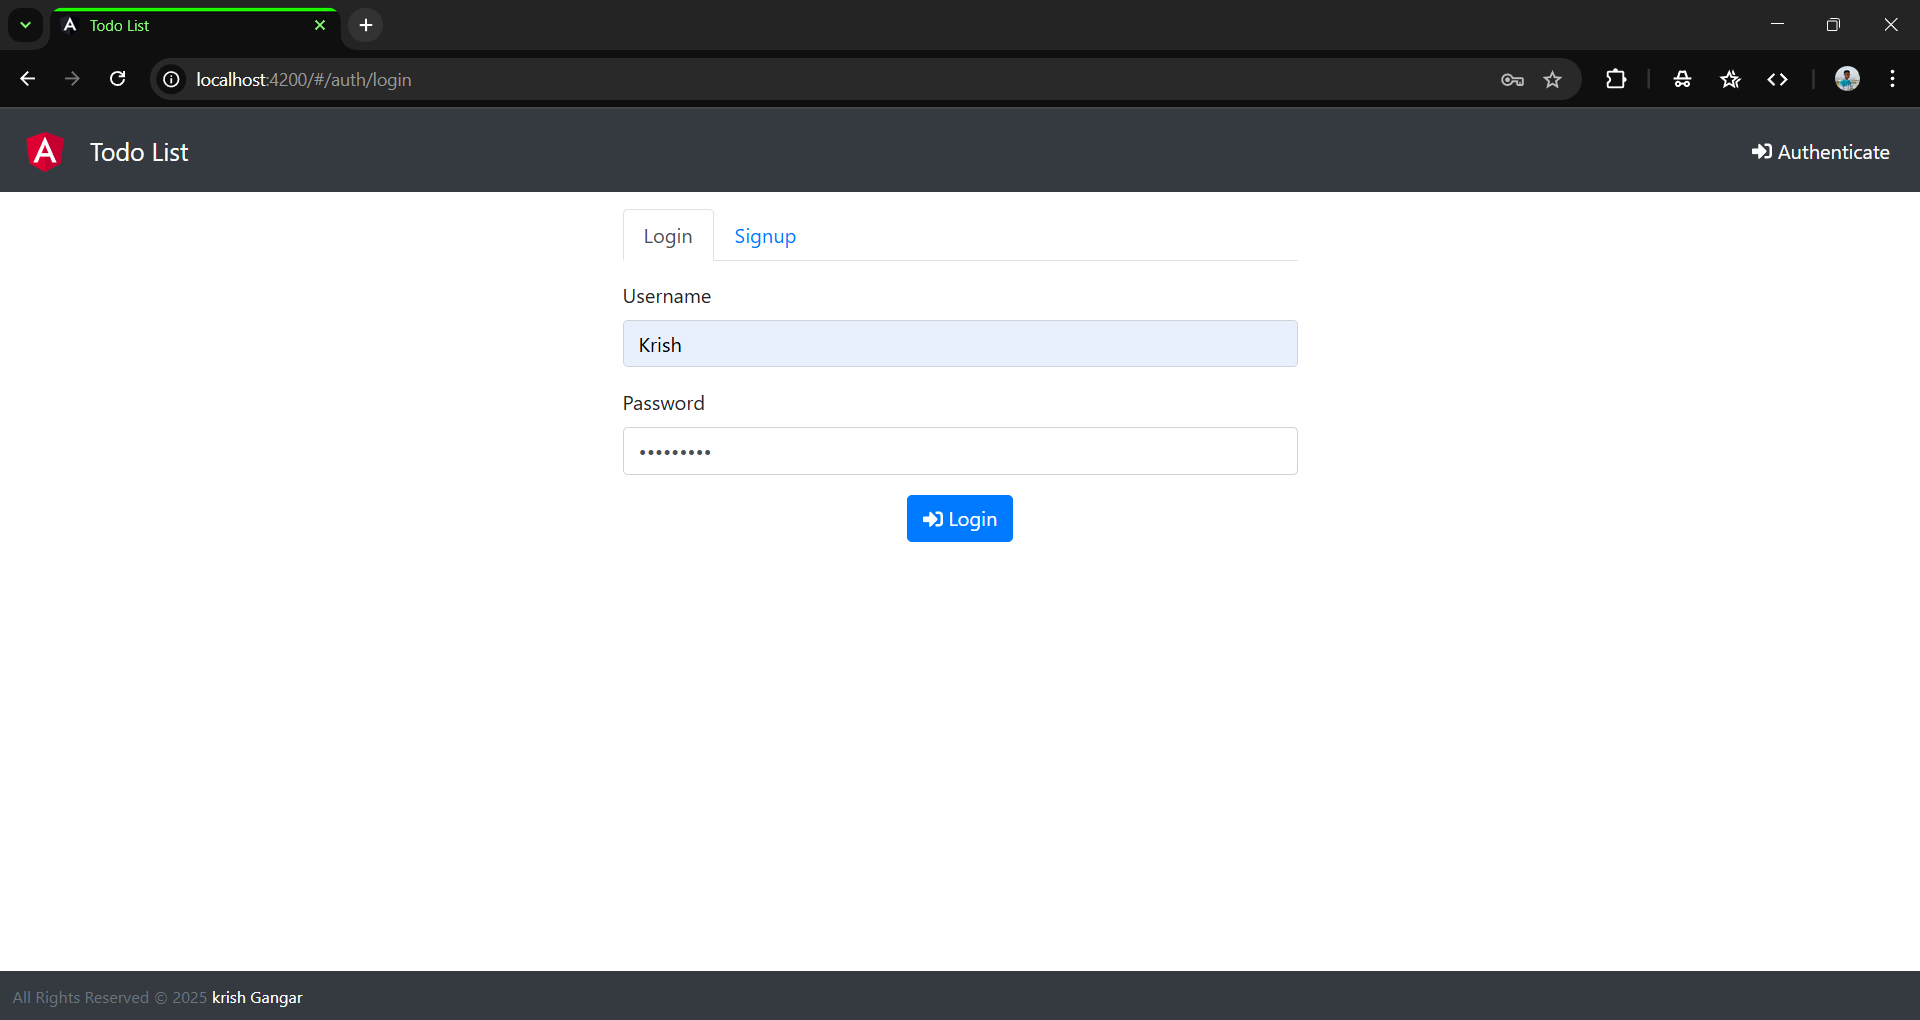 Todo List
localhost:4200/#/auth/login
Todo List
Authenticate
Login Signup
Username
Krish
Password
•••••••••
Login
All Rights Reserved © 2025 krish Gangar